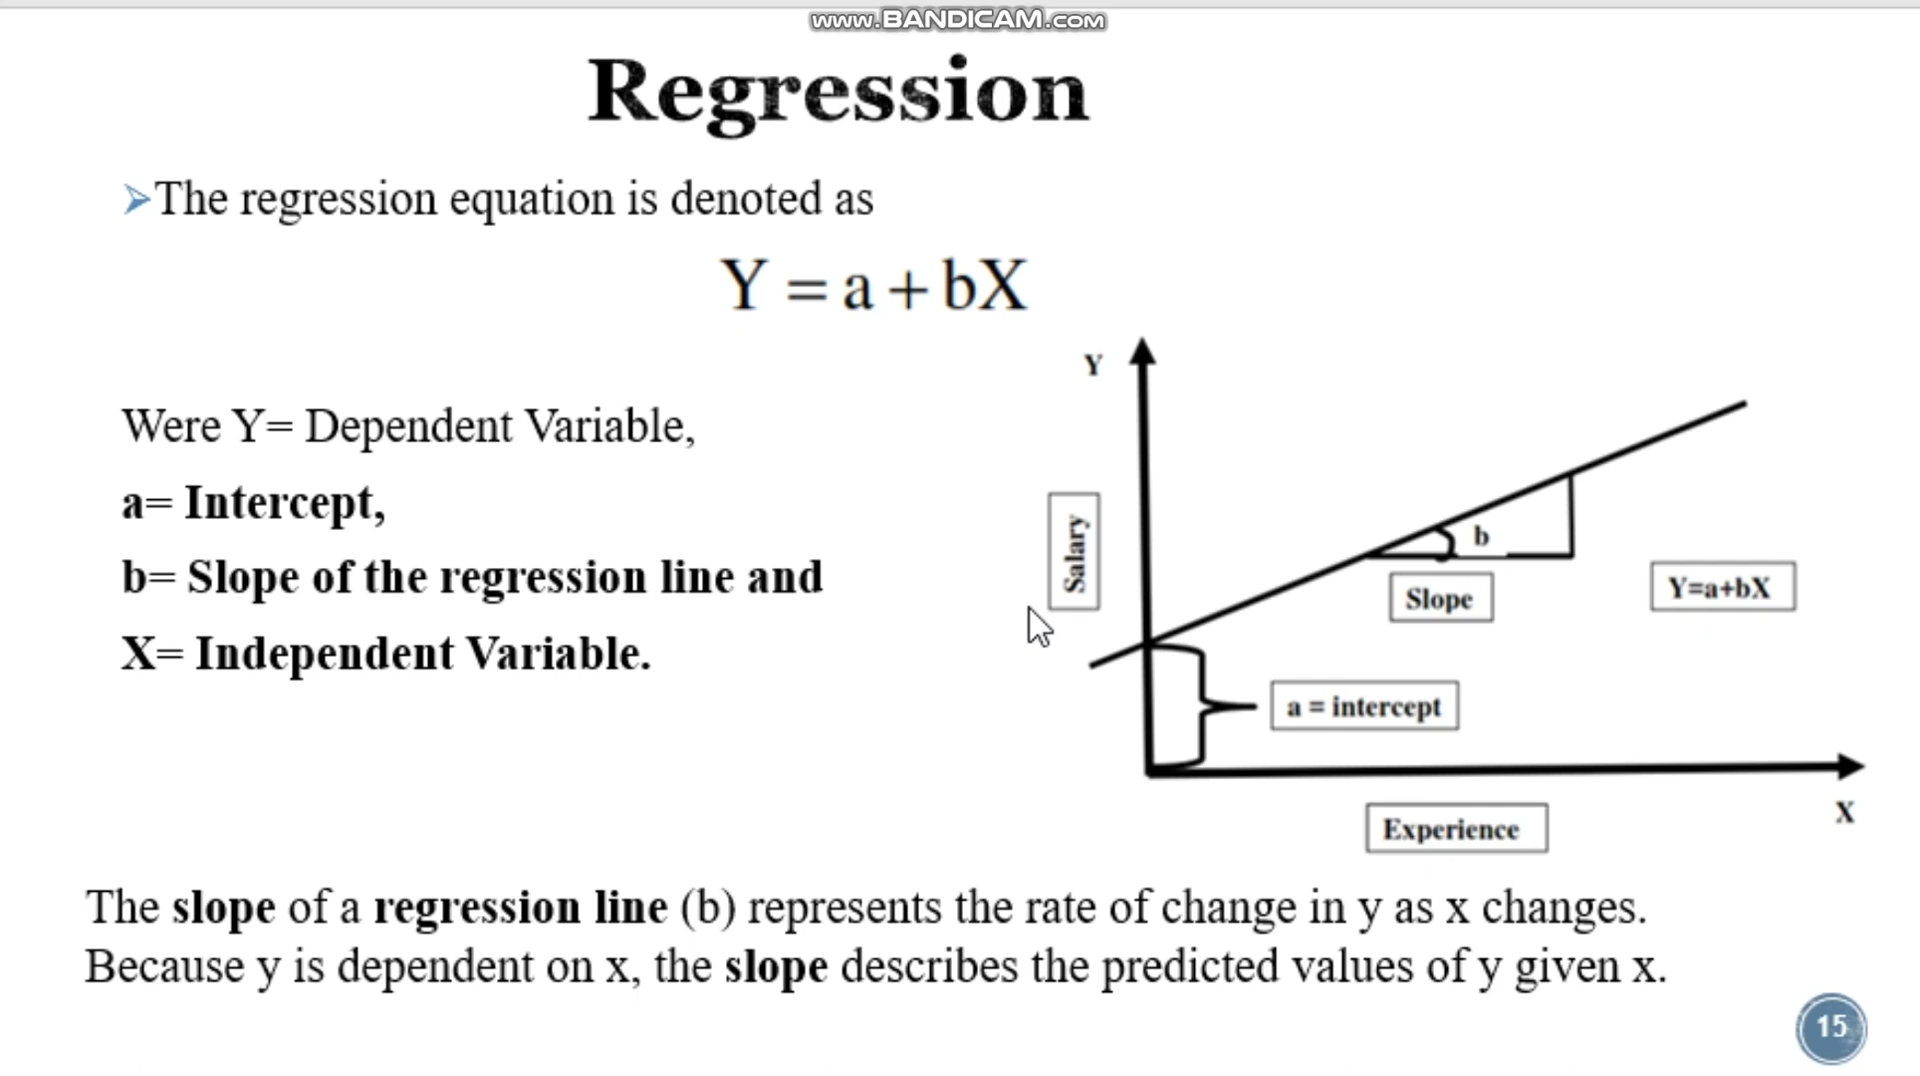 www.BANDICAM.com
Regression
The regression equation is denoted as
Y = a + bX
Were Y= Dependent Variable,
a= Intercept,
b= Slope of the regression line and
X= Independent Variable.
Y
Salary
b
Slope
Y=a+bX
a = intercept
X
Experience
The slope of a regression line (b) represents the rate of change in y as x changes.
Because y is dependent on x, the slope describes the predicted values of y given x.
15